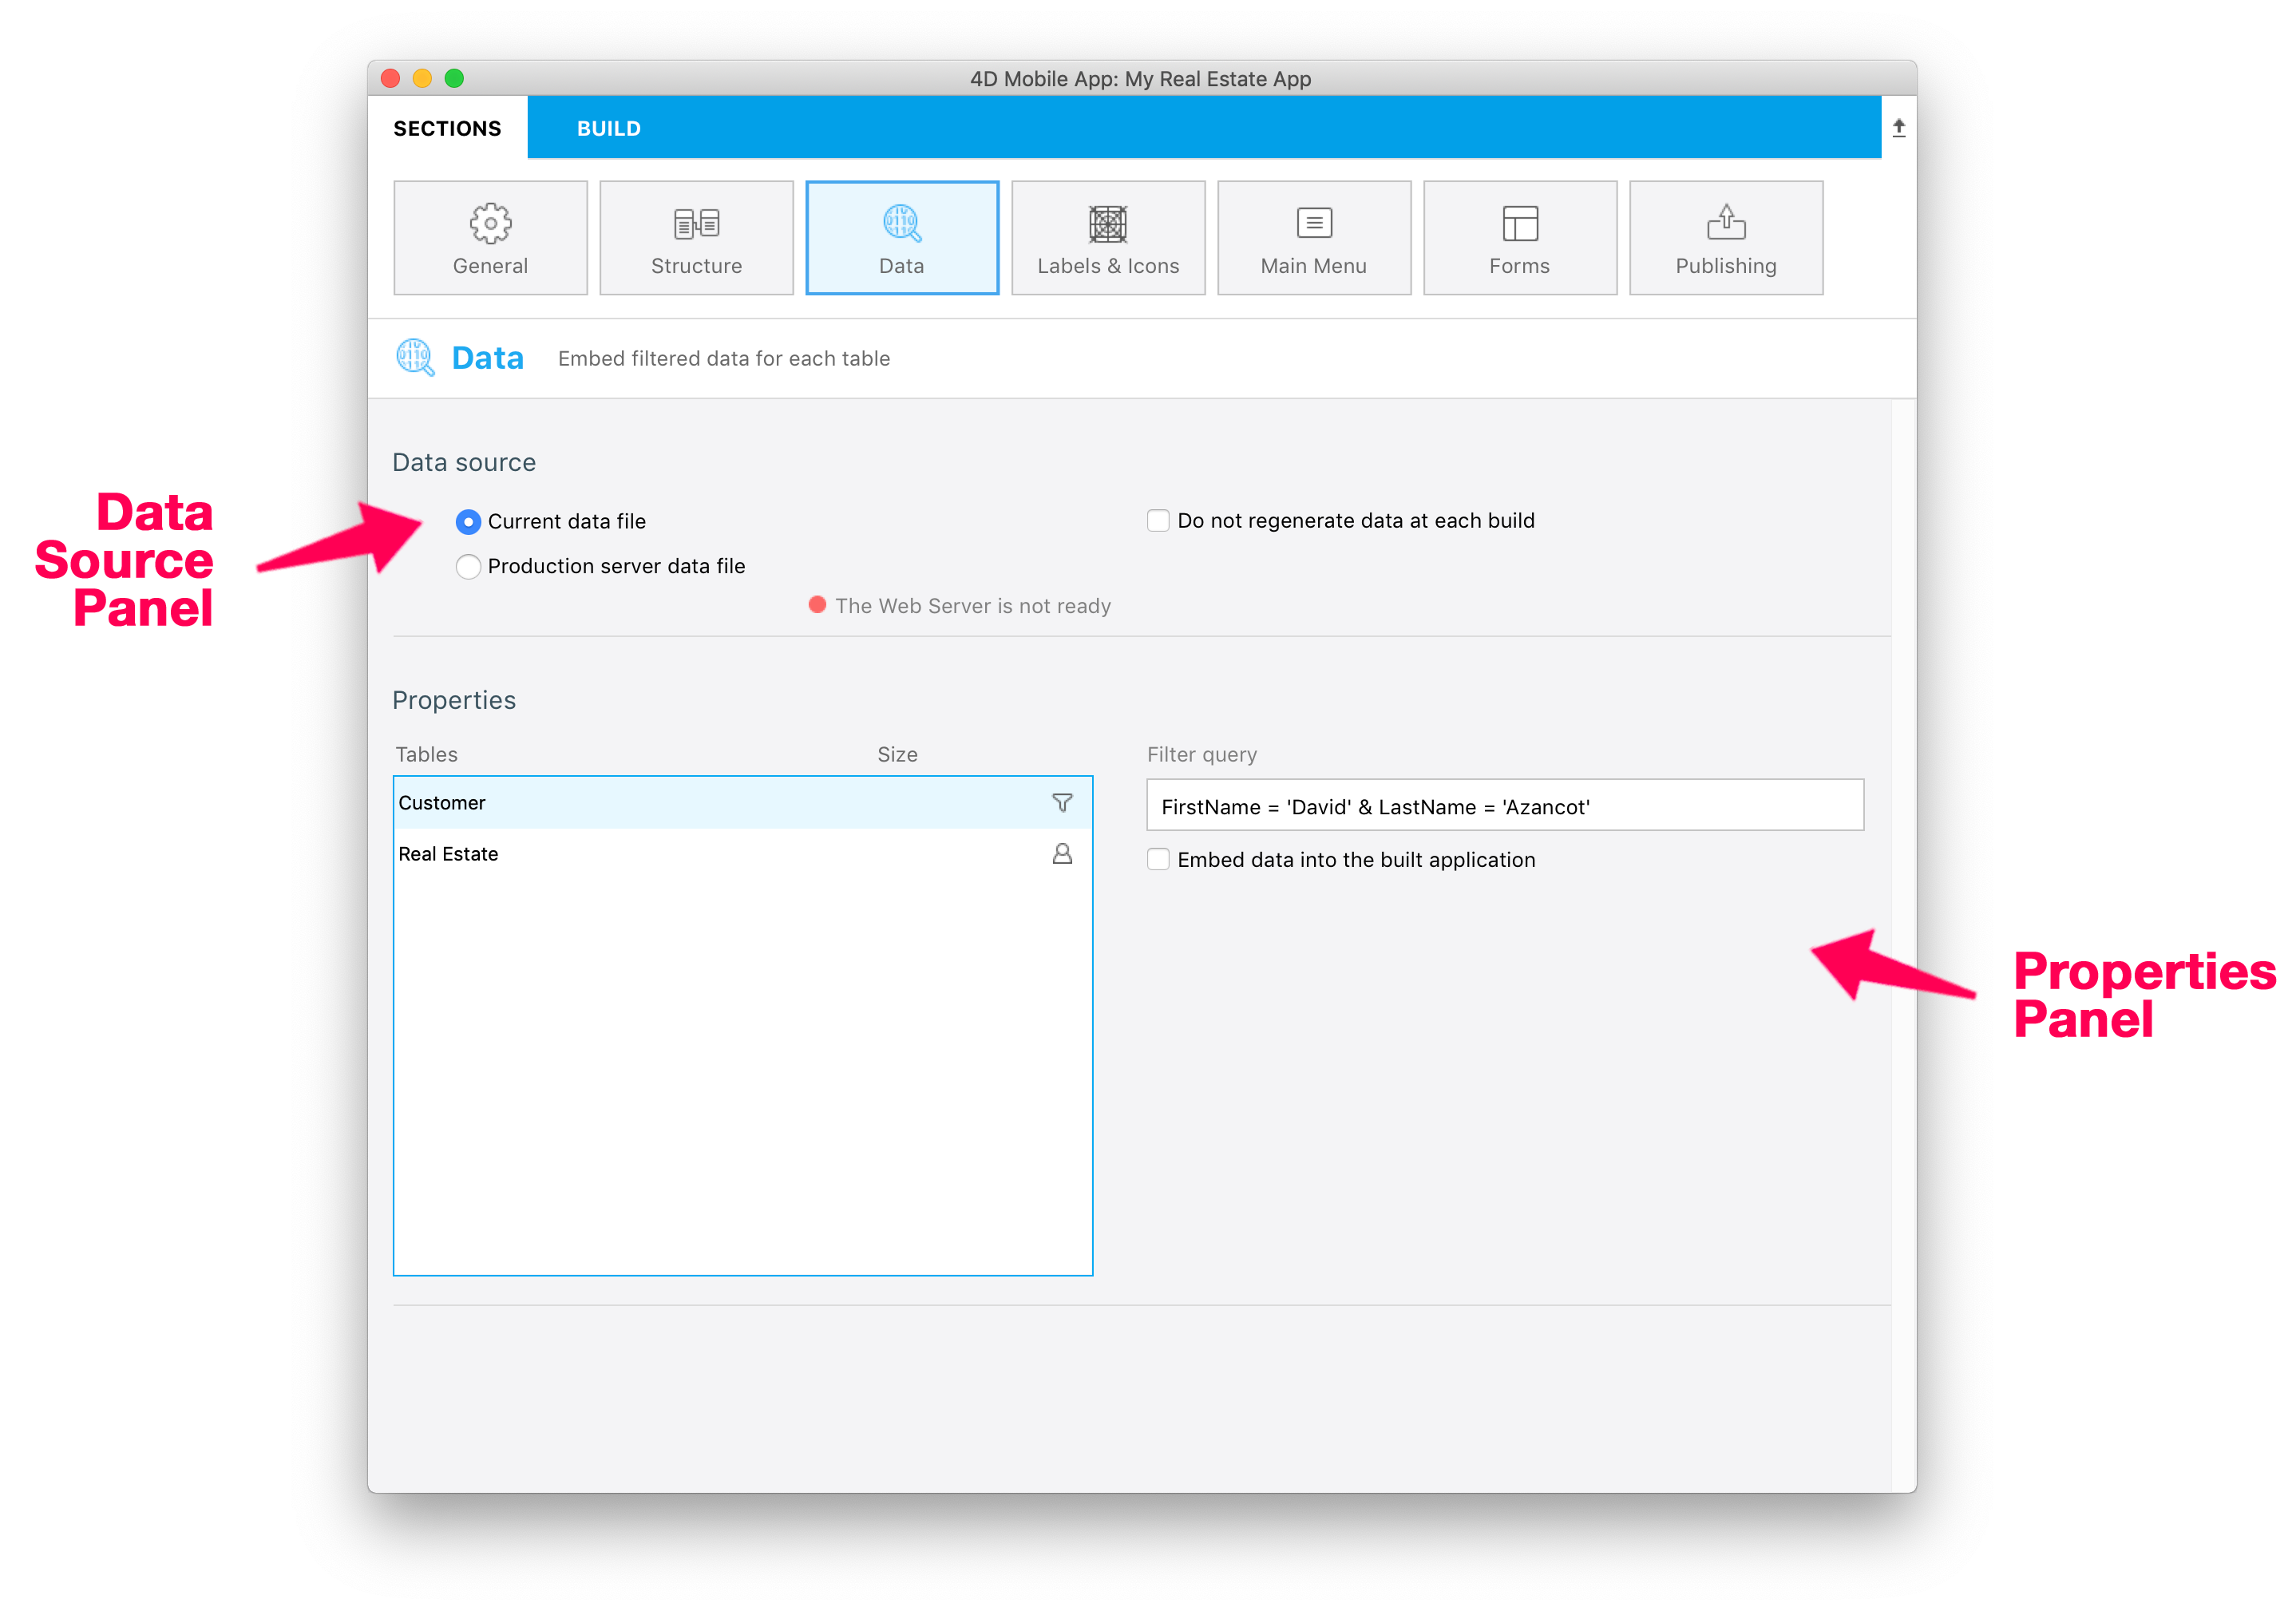 4D Mobile App: My Real Estate App
SECTIONS
BUILD
General
Structure
Data
Labels & Icons
Main Menu
Forms
Publishing
Data
Embed filtered data for each table
Data source
Data
Source
Panel
Current data file
Do not regenerate data at each build
Production server data file
The Web Server is not ready
Properties
Tables
Size
Filter query
Customer
FirstName = 'David' & LastName = 'Azancot'
Real Estate
Embed data into the built application
Properties
Panel